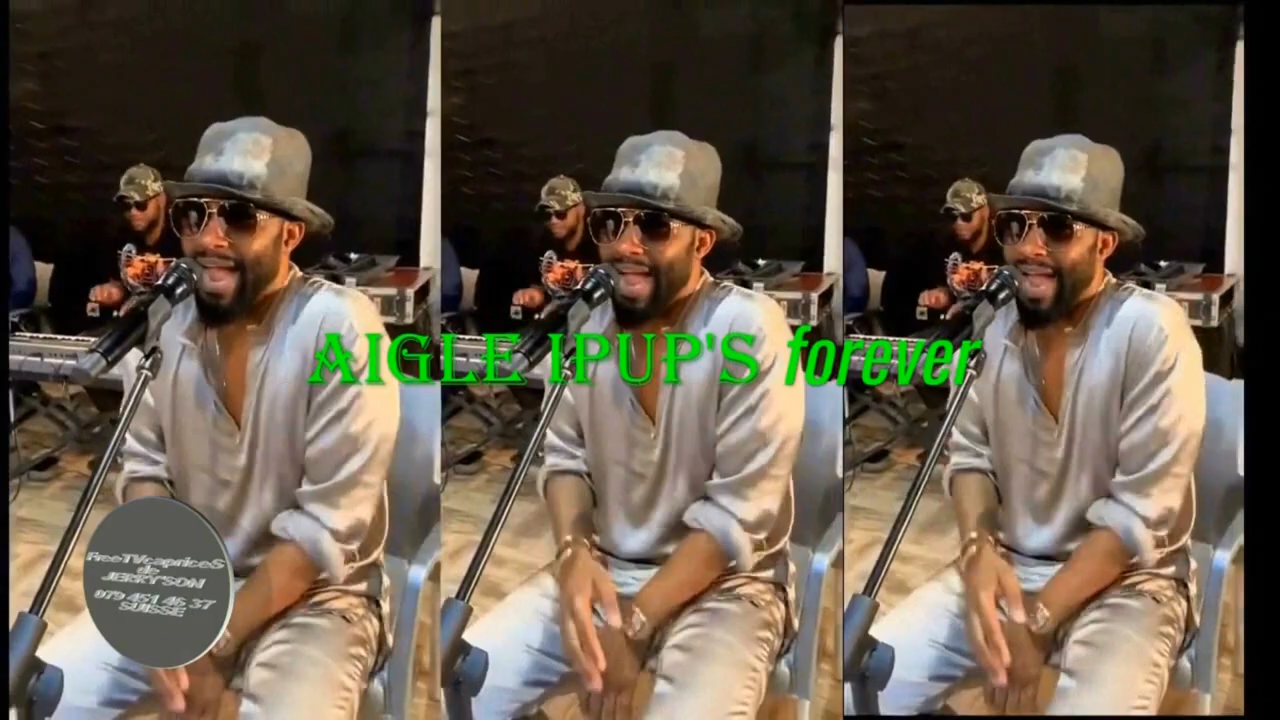 AIGLE IPUP'S forever
FreeTVcapriceS
de
JERRYSON
079 451 46 37
SUISSE